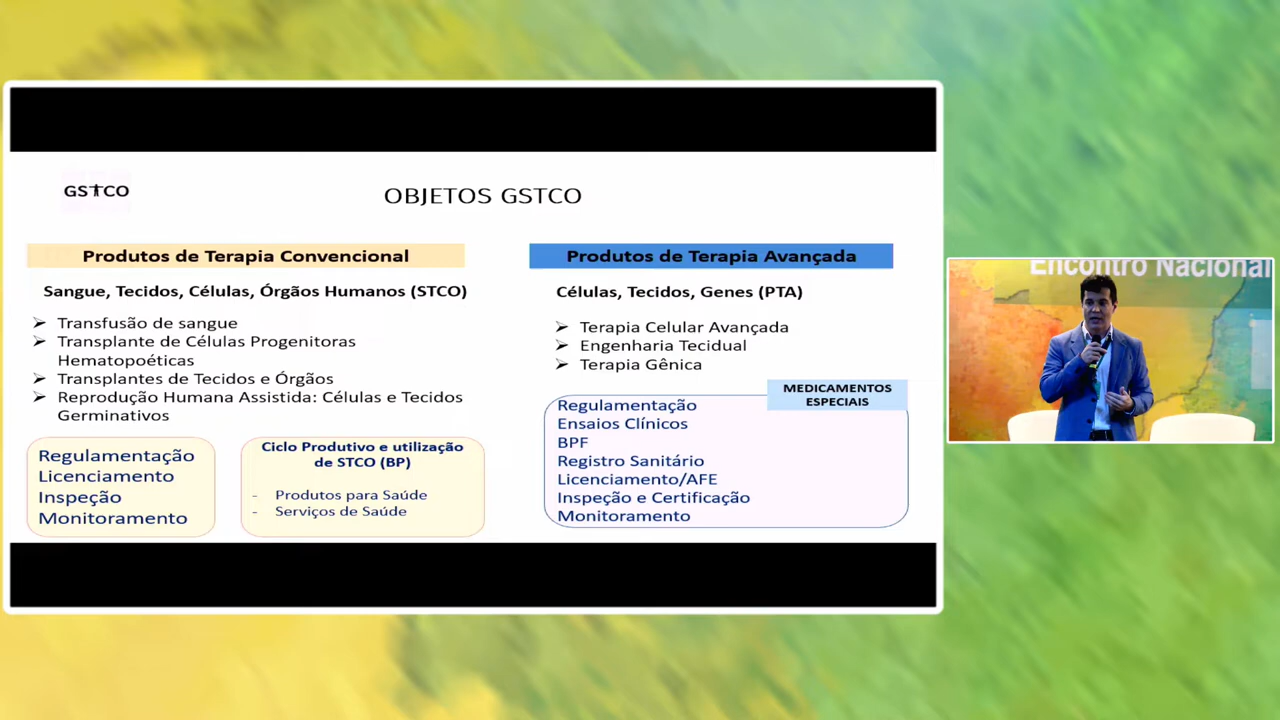 GSTCO
OBJETOS GSTCO
Produtos de Terapia Convencional
Sangue, Tecidos, Células, Órgãos Humanos (STCO)
➢ Transfusão de sangue
➢ Transplante de Células Progenitoras
Hematopoéticas
➢ Transplantes de Tecidos e Órgãos
➢ Reprodução Humana Assistida: Células e Tecidos
Germinativos
Regulamentação
Licenciamento
Inspeção
Monitoramento
Ciclo Produtivo e utilização
de STCO (BP)
- Produtos para Saúde
- Serviços de Saúde
Produtos de Terapia Avançada
Células, Tecidos, Genes (PTA)
➢ Terapia Celular Avançada
➢ Engenharia Tecidual
➢ Terapia Gênica
MEDICAMENTOS
ESPECIAIS
Regulamentação
Ensaios Clínicos
BPF
Registro Sanitário
Licenciamento/AFE
Inspeção e Certificação
Monitoramento
Encontro Nacional